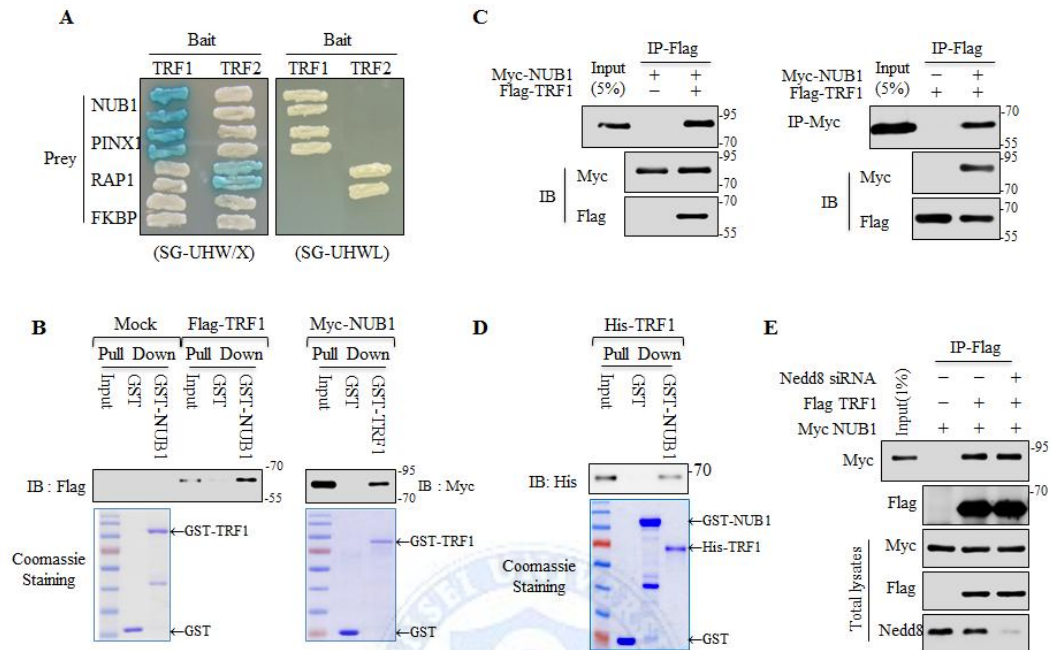 A
Bait Bait
TRF1 TRF2 TRF1 TRF2
Prey
NUB1
PINX1
RAP1
FKBP
(SG-UHW/X) (SG-UHWL)
C
IP-Flag
Myc-NUB1 Input + +
Flag-TRF1 (5%) − +
-95
-70
Myc
-95
-70
IB
Flag
-70
-55
IP-Flag
Myc-NUB1 Input (5%) − +
Flag-TRF1 + +
IP-Myc
-70
-55
Myc
-95
-70
IB
Flag
-70
-55
B
Mock Flag-TRF1
Pull Down Pull Down
Input GST GST-NUB1 Input GST GST-NUB1
IB : Flag
-70
-55
Coomassie
Staining
←GST-TRF1
←GST
Myc-NUB1
Pull Down
Input GST GST-TRF1
-95
-70
IB : Myc
←GST-TRF1
←GST
D
His-TRF1
Pull Down
Input GST GST-NUB1
IB: His
70
Coomassie
Staining
←GST-NUB1
←His-TRF1
←GST
E
IP-Flag
Nedd8 siRNA − − +
Flag TRF1 − + +
Myc NUB1 + + +
Input(1%)
Myc
-95
Flag
-70
Total lysates
Myc
Flag
Nedd8